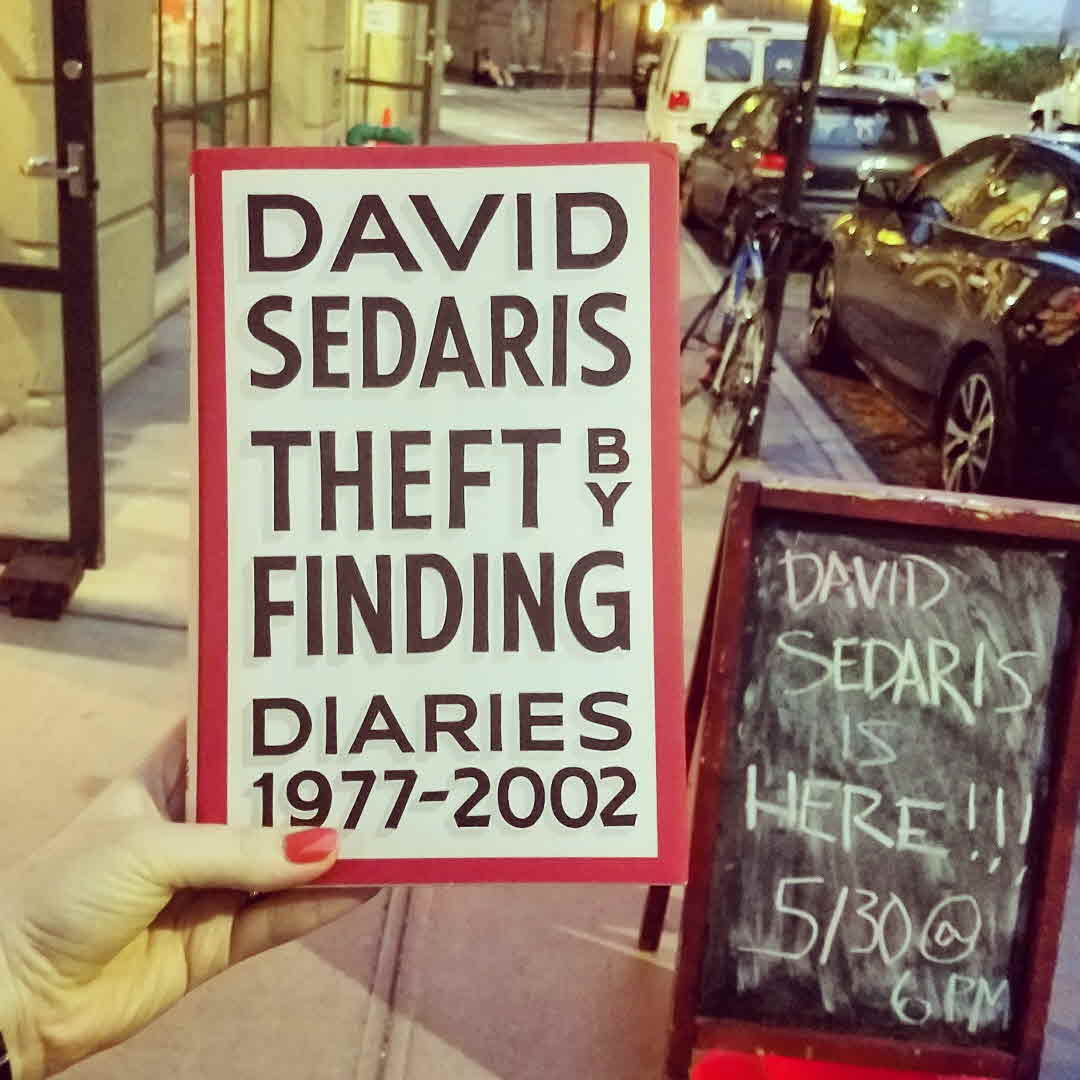 DAVID
SEDARIS
THEFT BY
FINDING
DIARIES
1977-2002
DAVID
SEDARIS
IS
HERE!!!
5/30@
6PM